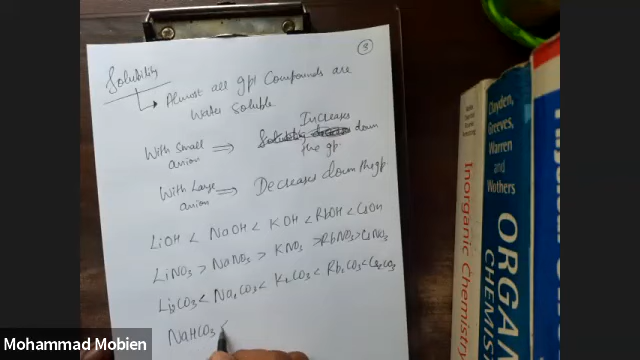 3
Solubility
Almost all gp1 Compounds are
Water Soluble
With Small
anion ⇒ Increases down
the gp.
With Large
anion ⇒ Decreases down the gp
LiOH < NaOH < KOH < RbOH < CsOH
LiNO3 > NaNO3 > KNO3 > RbNO3 > CsNO3
Li2CO3 < Na2CO3 < K2CO3 < Rb2CO3 < Cs2CO3
NaHCO3 <
Inorganic Chemistry
Clayden,
Greeves,
Warren
and
Wothers
ORGAN
CHEMISTR
Mohammad Mobien